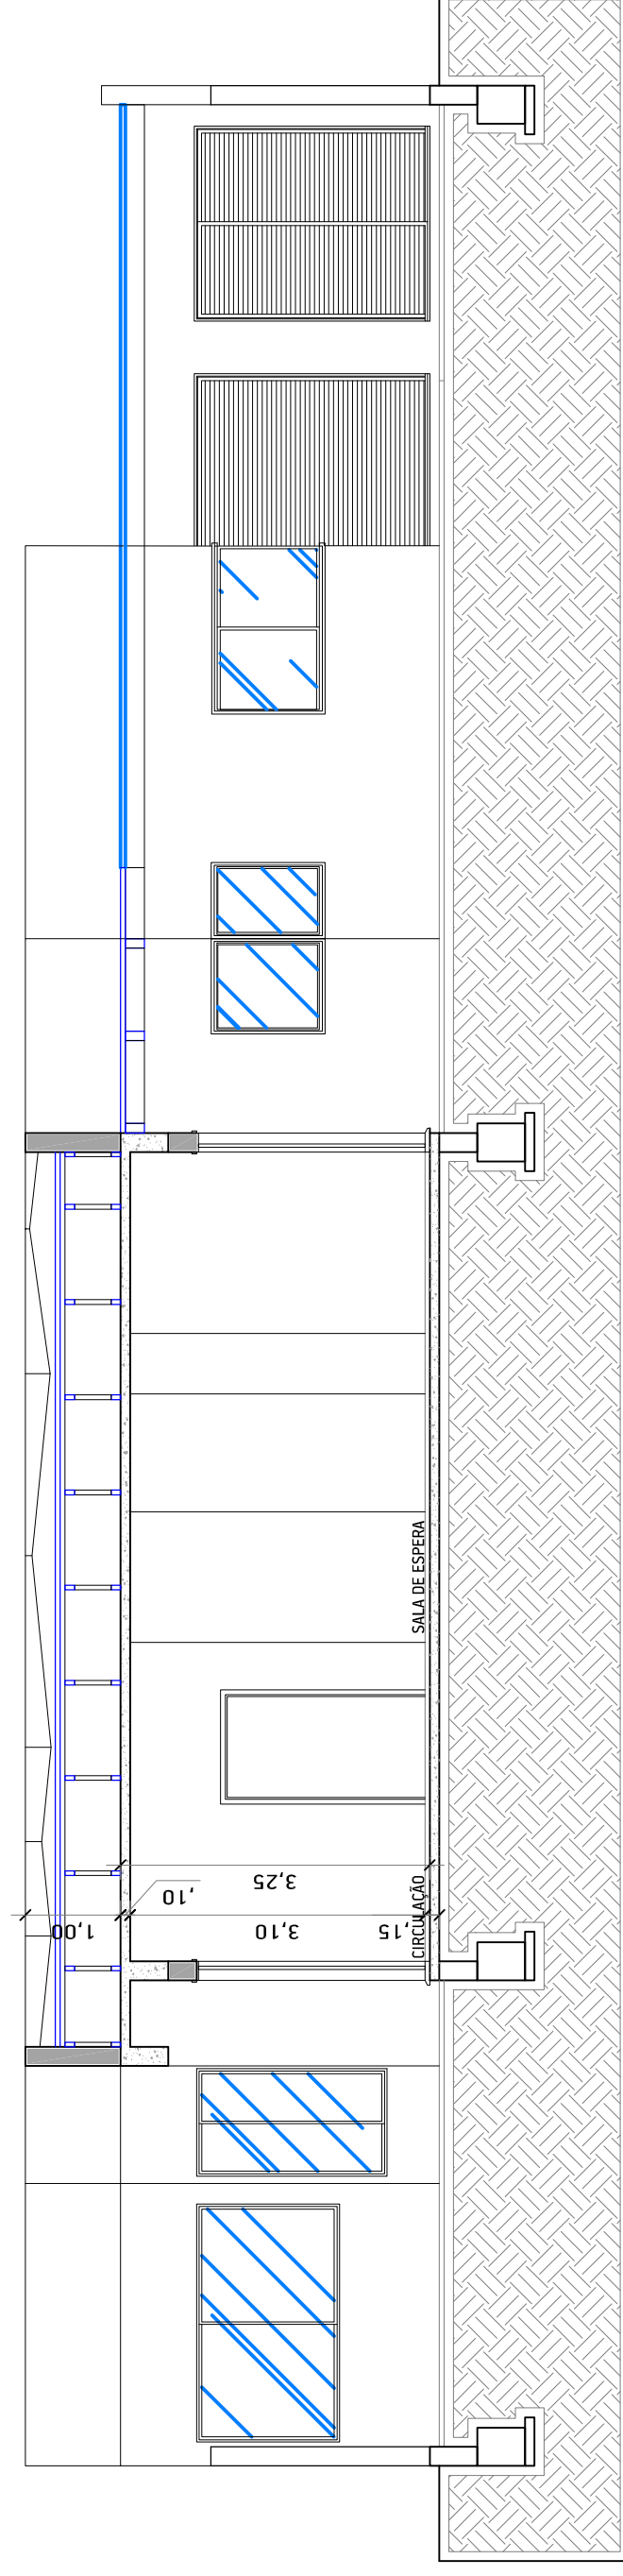 SALA DE ESPERA
CIRCULAÇÃO
3,25
,10
1,00
3,10
,15